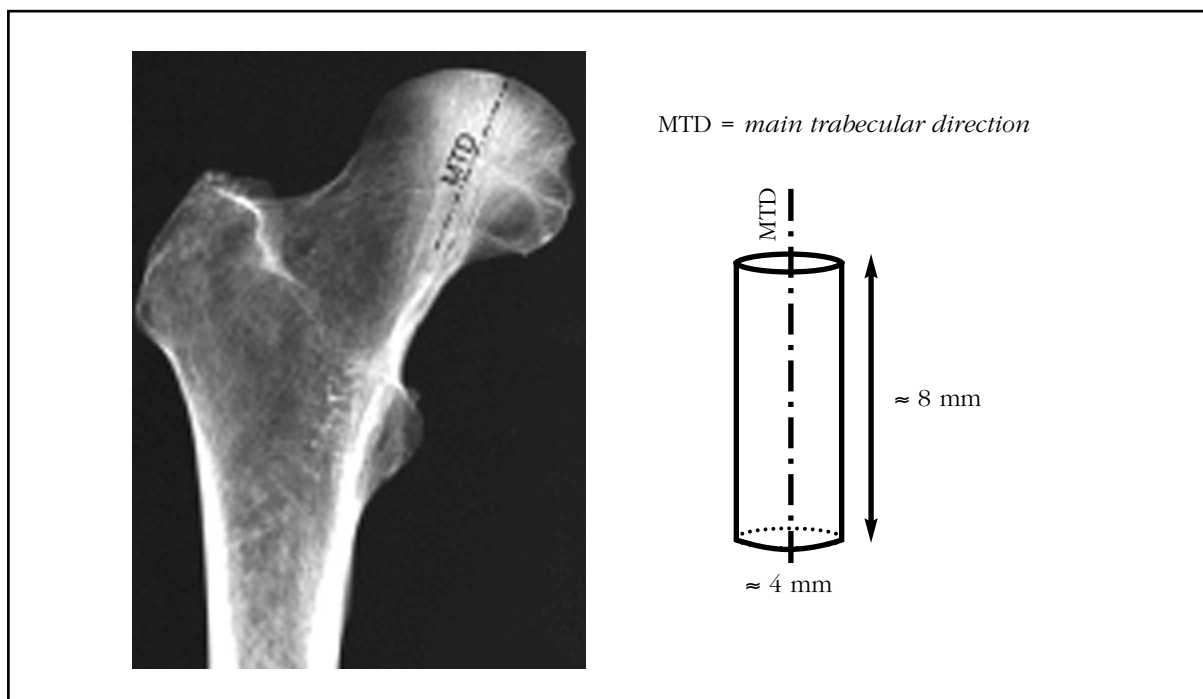 MTD
MTD = main trabecular direction
MTD
≈ 8 mm
≈ 4 mm